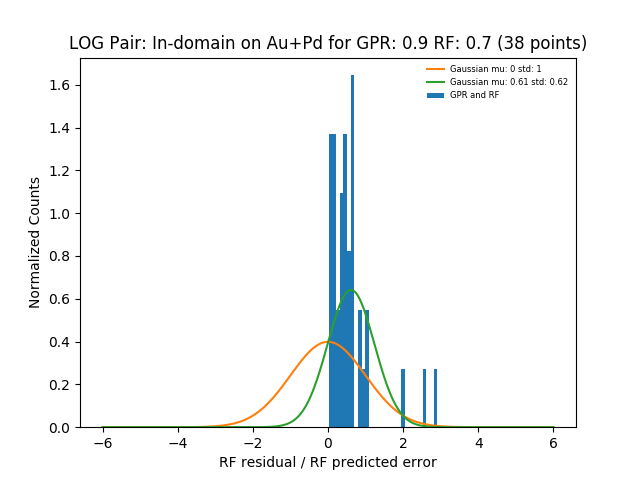 LOG Pair: In-domain on Au+Pd for GPR: 0.9 RF: 0.7 (38 points)
Gaussian mu: 0 std: 1
Gaussian mu: 0.61 std: 0.62
GPR and RF
Normalized Counts
1.6
1.4
1.2
1.0
0.8
0.6
0.4
0.2
0.0
−6 −4 −2 0 2 4 6
RF residual / RF predicted error